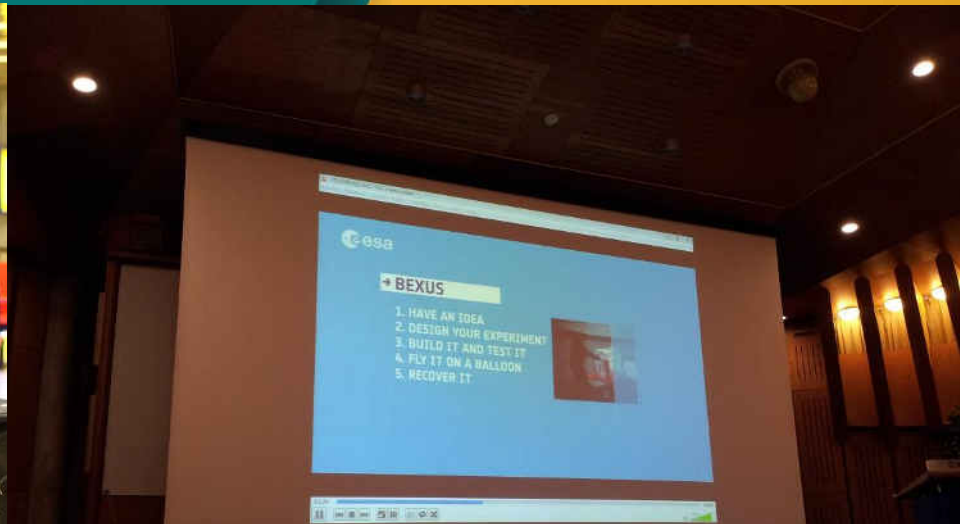 esa
→ BEXUS
1. HAVE AN IDEA
2. DESIGN YOUR EXPERIMENT
3. BUILD IT AND TEST IT
4. FLY IT ON A BALLOON
5. RECOVER IT